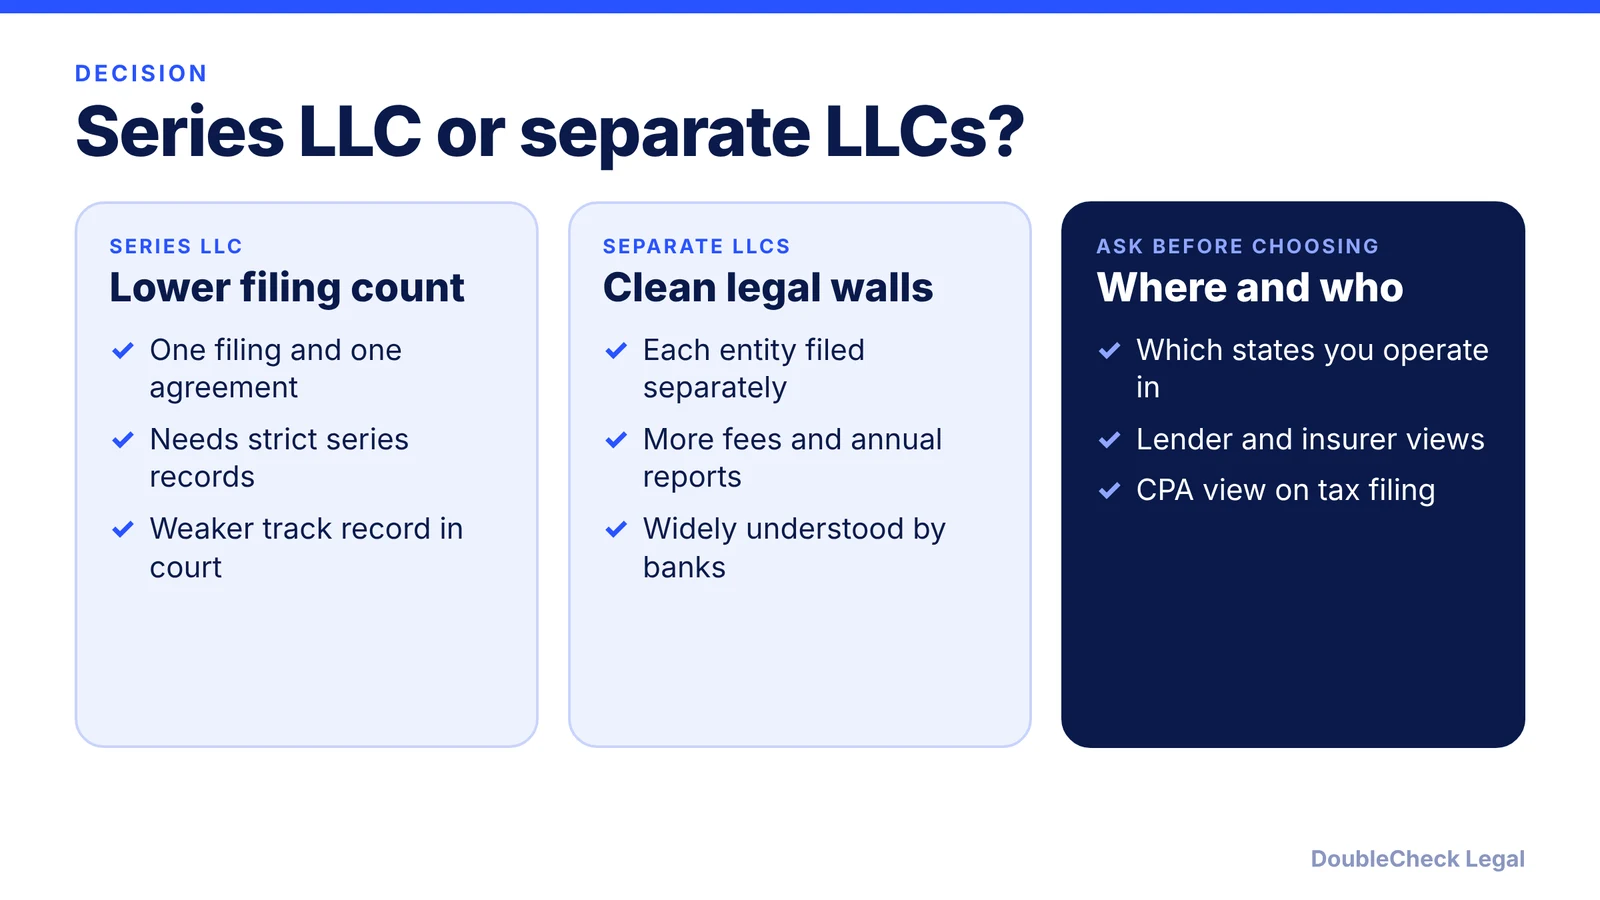 DECISION
Series LLC or separate LLCs?
SERIES LLC
Lower filing count
One filing and one
agreement
Needs strict series
records
Weaker track record in
court
SEPARATE LLCS
Clean legal walls
Each entity filed
separately
More fees and annual
reports
Widely understood by
banks
ASK BEFORE CHOOSING
Where and who
Which states you operate
in
Lender and insurer views
CPA view on tax filing
DoubleCheck Legal